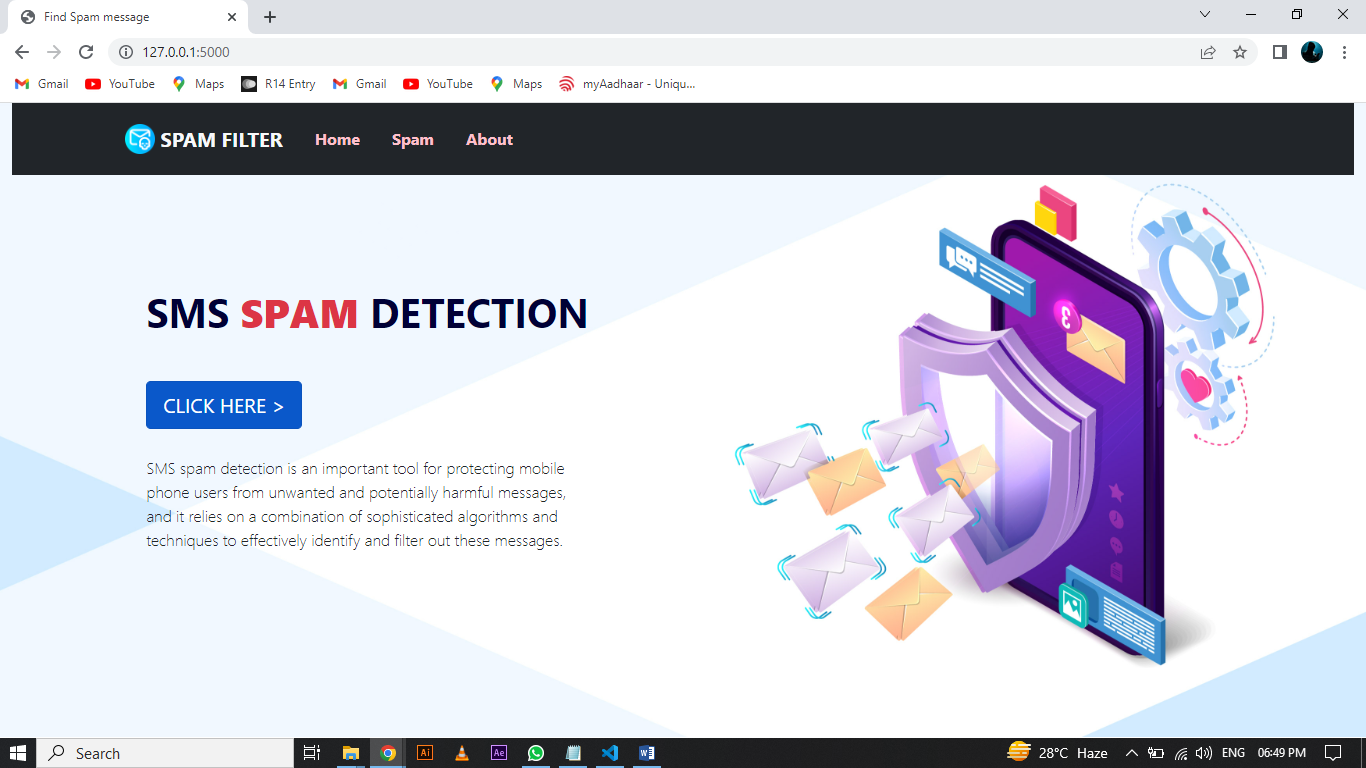 Find Spam message
127.0.0.1:5000
Gmail YouTube Maps R14 Entry Gmail YouTube Maps myAadhaar - Uniqu...
SPAM FILTER Home Spam About
SMS SPAM DETECTION
CLICK HERE >
SMS spam detection is an important tool for protecting mobile
phone users from unwanted and potentially harmful messages,
and it relies on a combination of sophisticated algorithms and
techniques to effectively identify and filter out these messages.
3
Search Ai Ae W 28°C Haze ENG 06:49 PM